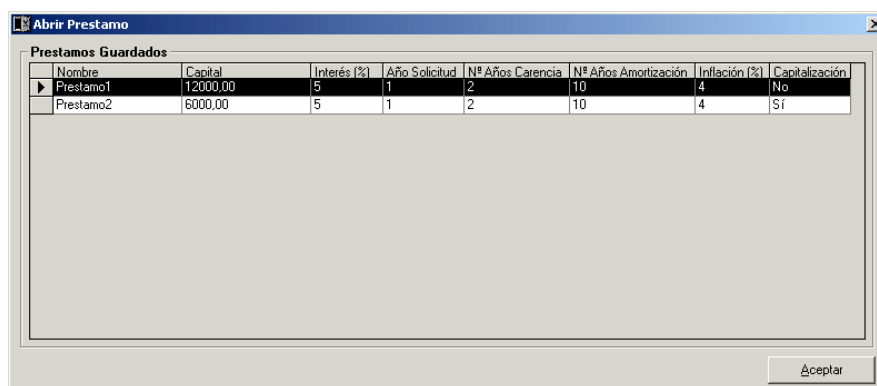 Abrir Prestamo
Prestamos Guardados
Nombre Capital Interés (%) Año Solicitud Nº Años Carencia Nº Años Amortización Inflación (%) Capitalización
Prestamo1 12000,00 5 1 2 10 4 No
Prestamo2 6000,00 5 1 2 10 4 Sí
Aceptar